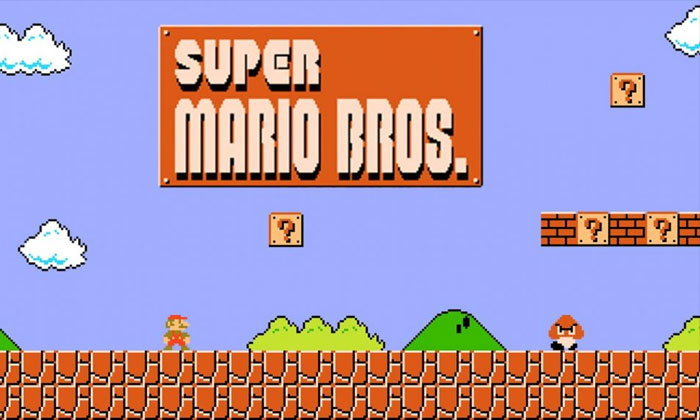 SUPER
MARIO BROS.
?
?
? ?